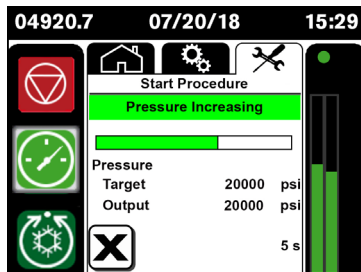 04920.7 07/20/18 15:29
Start Procedure
Pressure Increasing
Pressure
Target 20000 psi
Output 20000 psi
X
5 s